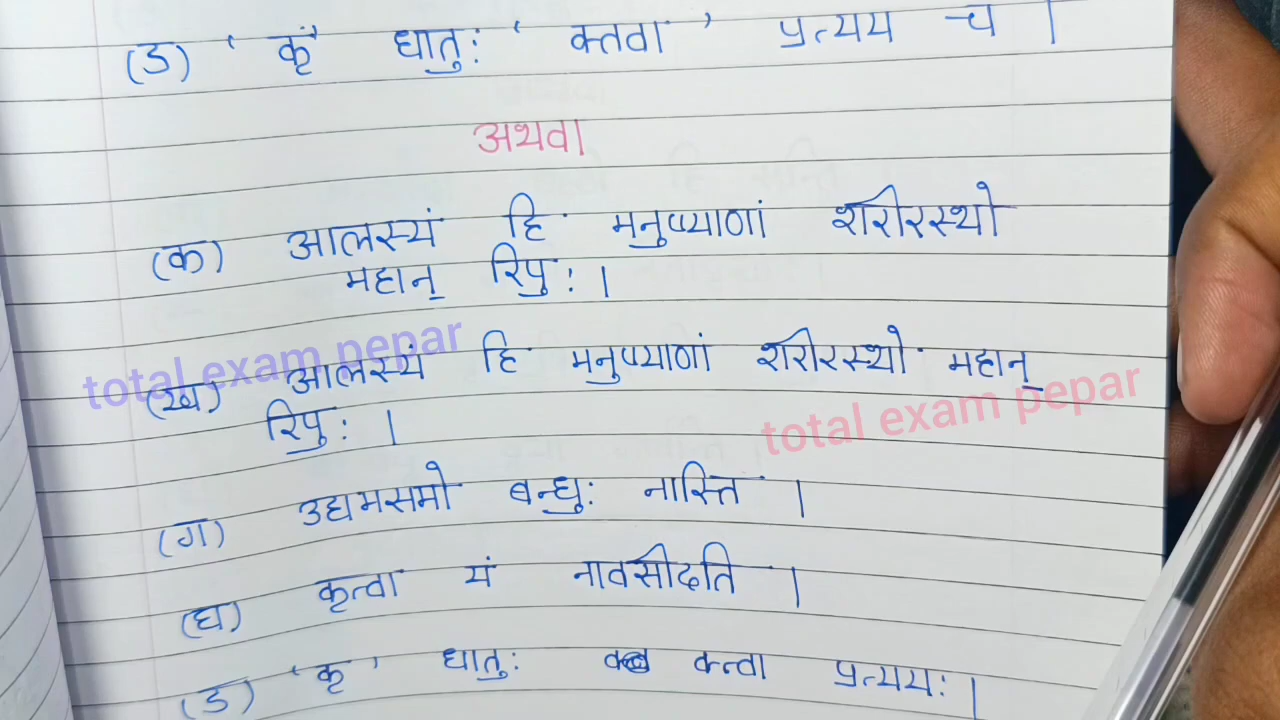 (ङ) ' कृ' धातुः ' क्तवा ' प्रत्यय च |
अथवा
(क) आलस्यं हि मनुष्याणां शरीरस्थो
महान् रिपुः |
total exam pepar
(ख) आलस्यं हि मनुष्याणां शरीरस्थो महान्
रिपुः |
total exam pepar
(ग) उद्यमसमो बन्धुः नास्ति |
(घ) कृत्वा यं नावसीदति |
(ङ) 'कृ' धातुः क्त्वा प्रत्ययः |